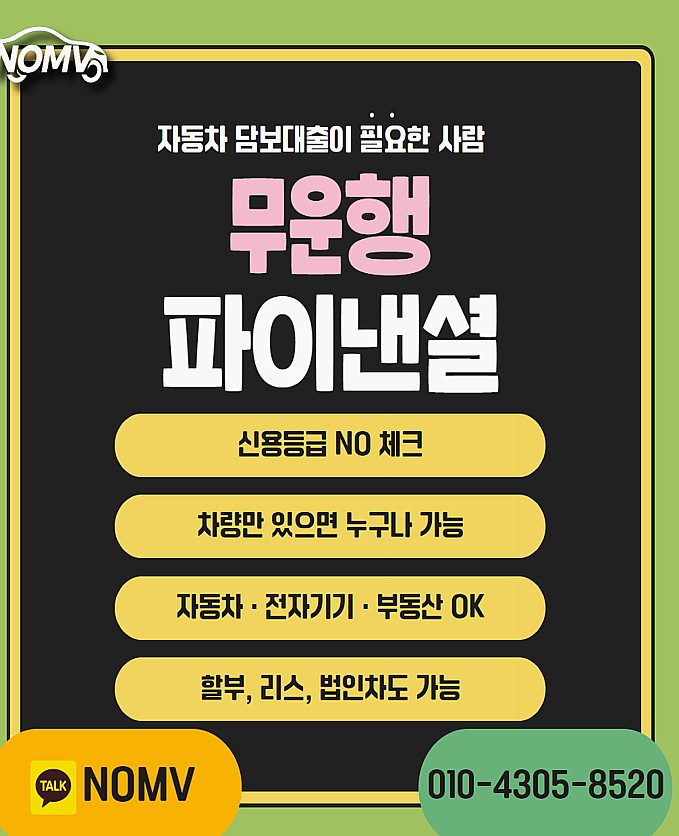 NOMV
자동차 담보대출이 필요한 사람
무운행
파이낸셜
신용등급 NO 체크
차량만 있으면 누구나 가능
자동차 · 전자기기 · 부동산 OK
할부, 리스, 법인차도 가능
TALK NOMV
010-4305-8520